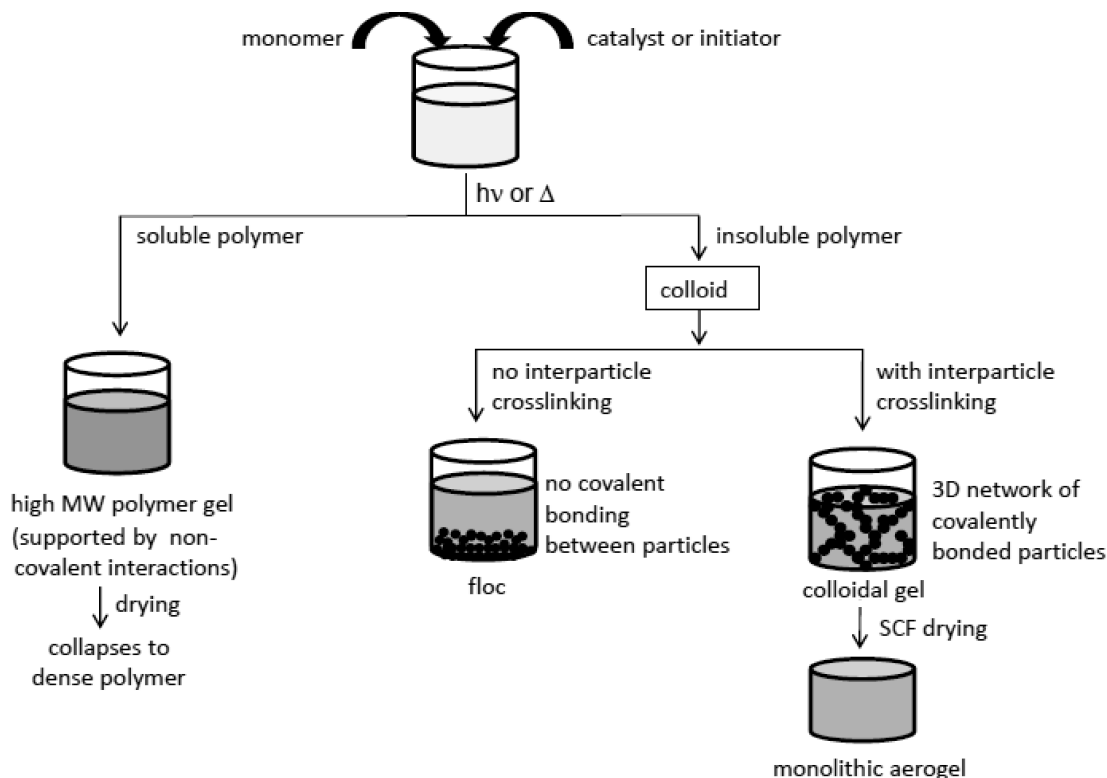 monomer
catalyst or initiator
hν or Δ
soluble polymer
insoluble polymer
colloid
no interparticle
crosslinking
with interparticle
crosslinking
high MW polymer gel
(supported by non-
covalent interactions)
drying
collapses to
dense polymer
no covalent
bonding
between particles
floc
3D network of
covalently
bonded particles
colloidal gel
SCF drying
monolithic aerogel